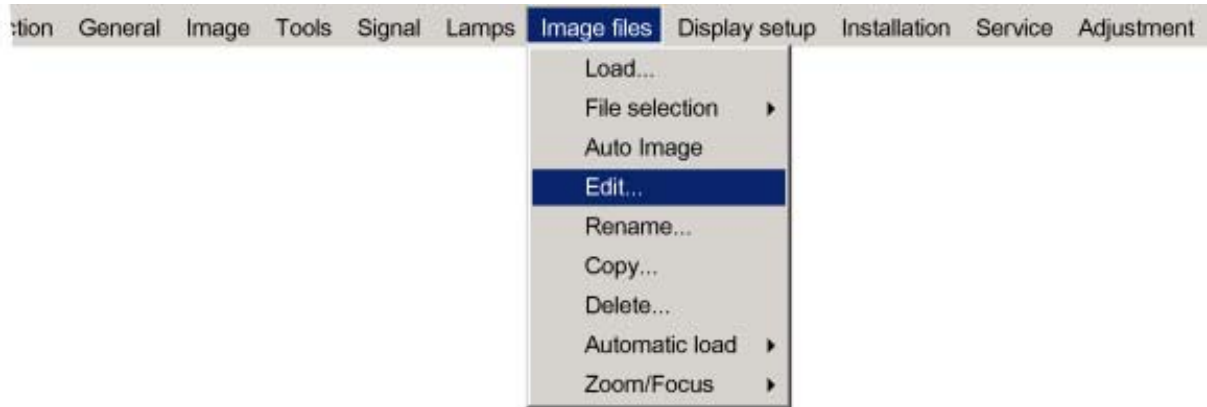 tion General Image Tools Signal Lamps Image files Display setup Installation Service Adjustment
Load...
File selection
Auto Image
Edit...
Rename...
Copy...
Delete...
Automatic load
Zoom/Focus